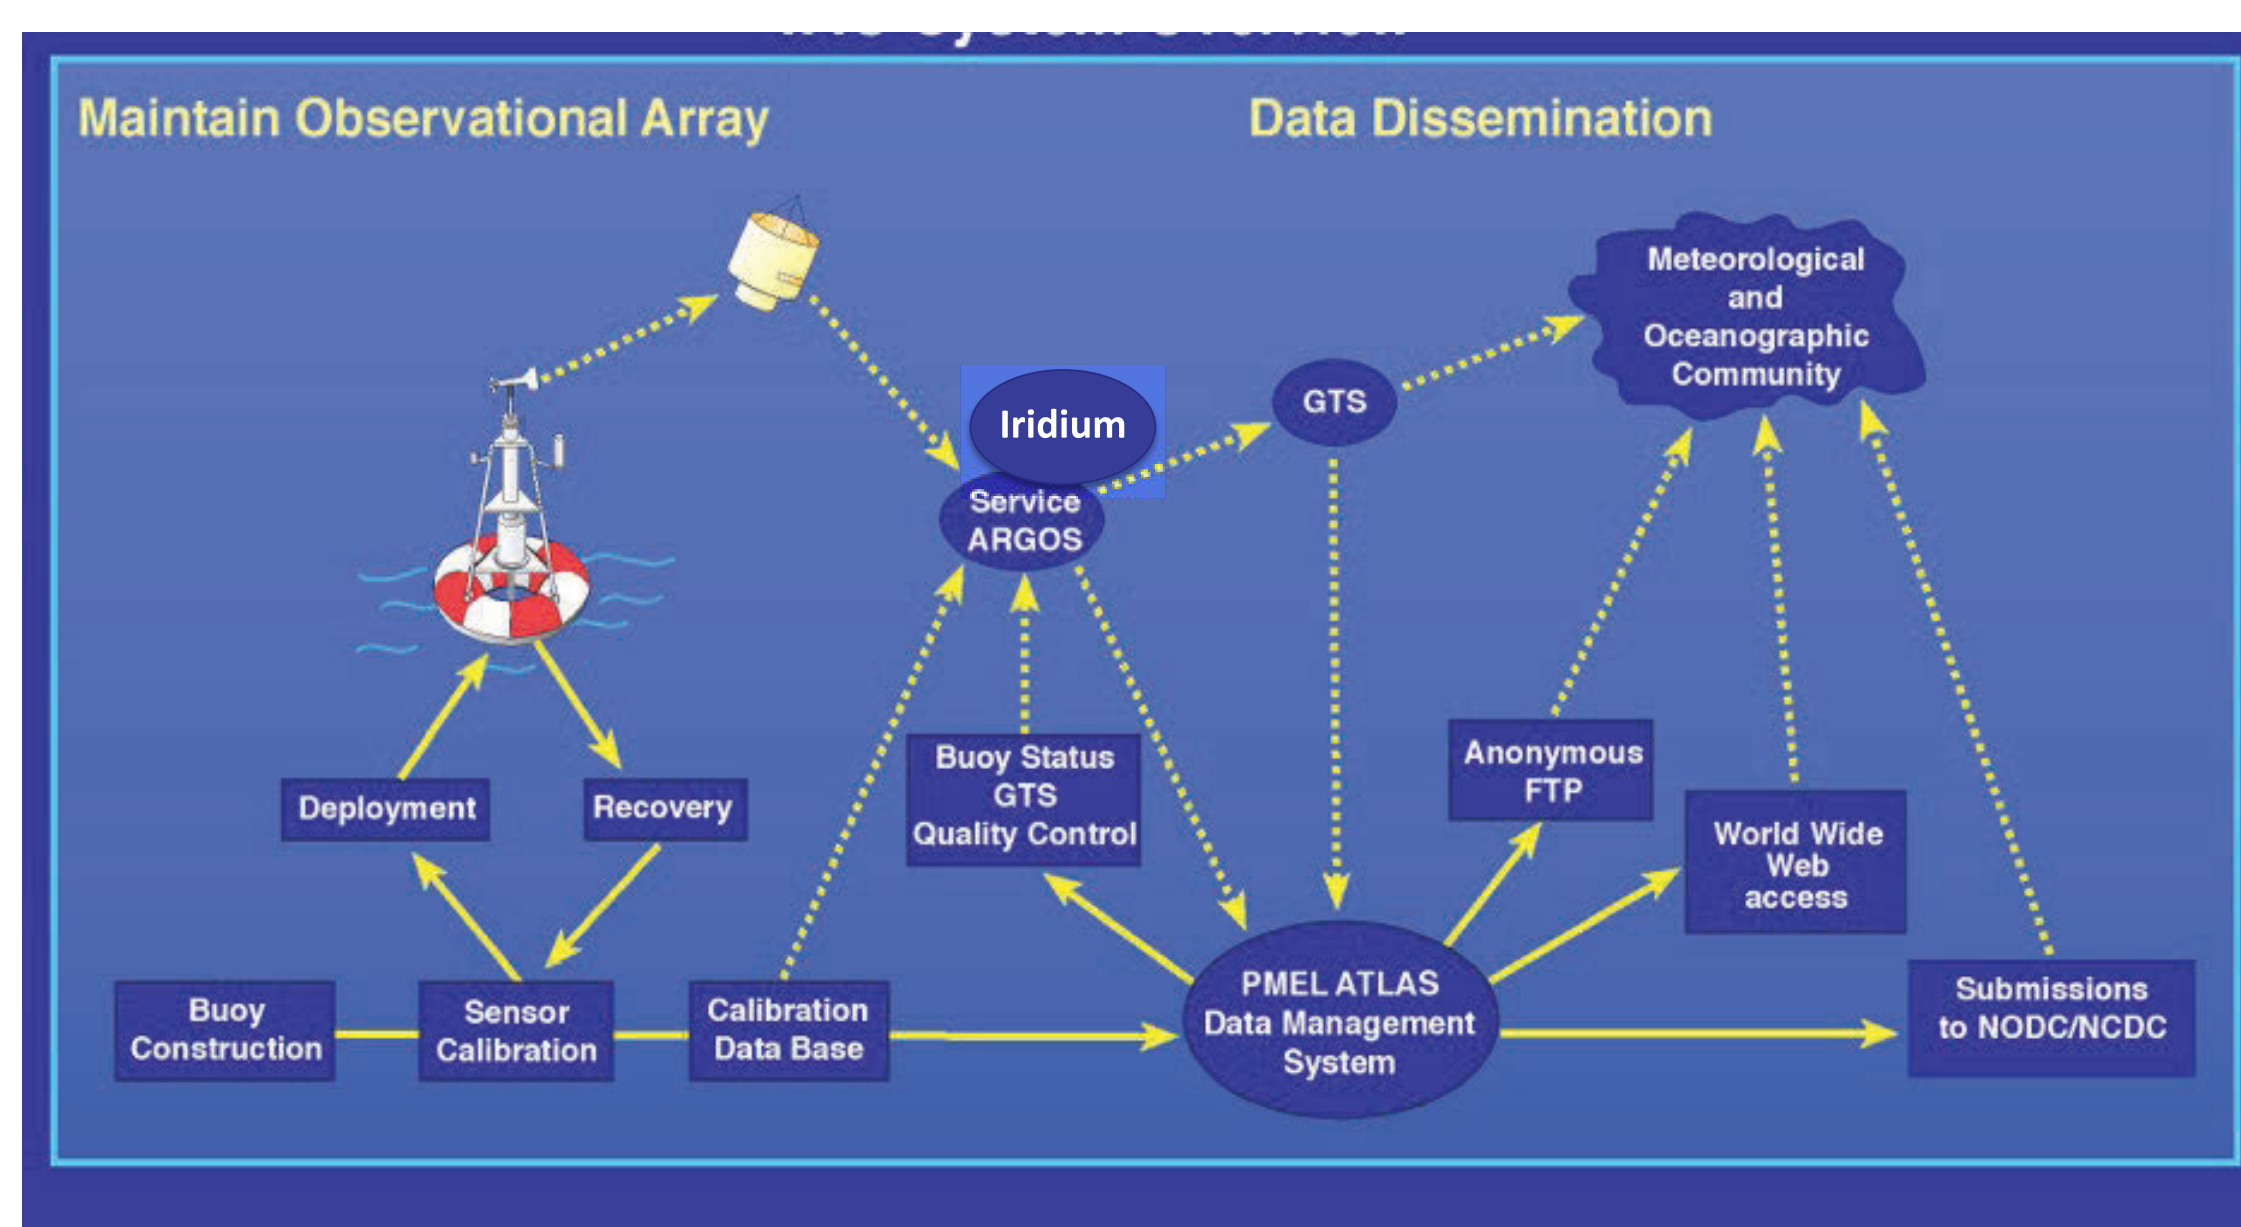 System Overview
Maintain Observational Array
Data Dissemination
Meteorological
and
Oceanographic
Community
GTS
Iridium
Service
ARGOS
Buoy Status
GTS
Quality Control
Anonymous
FTP
Deployment
Recovery
World Wide
Web
access
Buoy
Construction
Sensor
Calibration
Calibration
Data Base
PMEL ATLAS
Data Management
System
Submissions
to NODC/NCDC